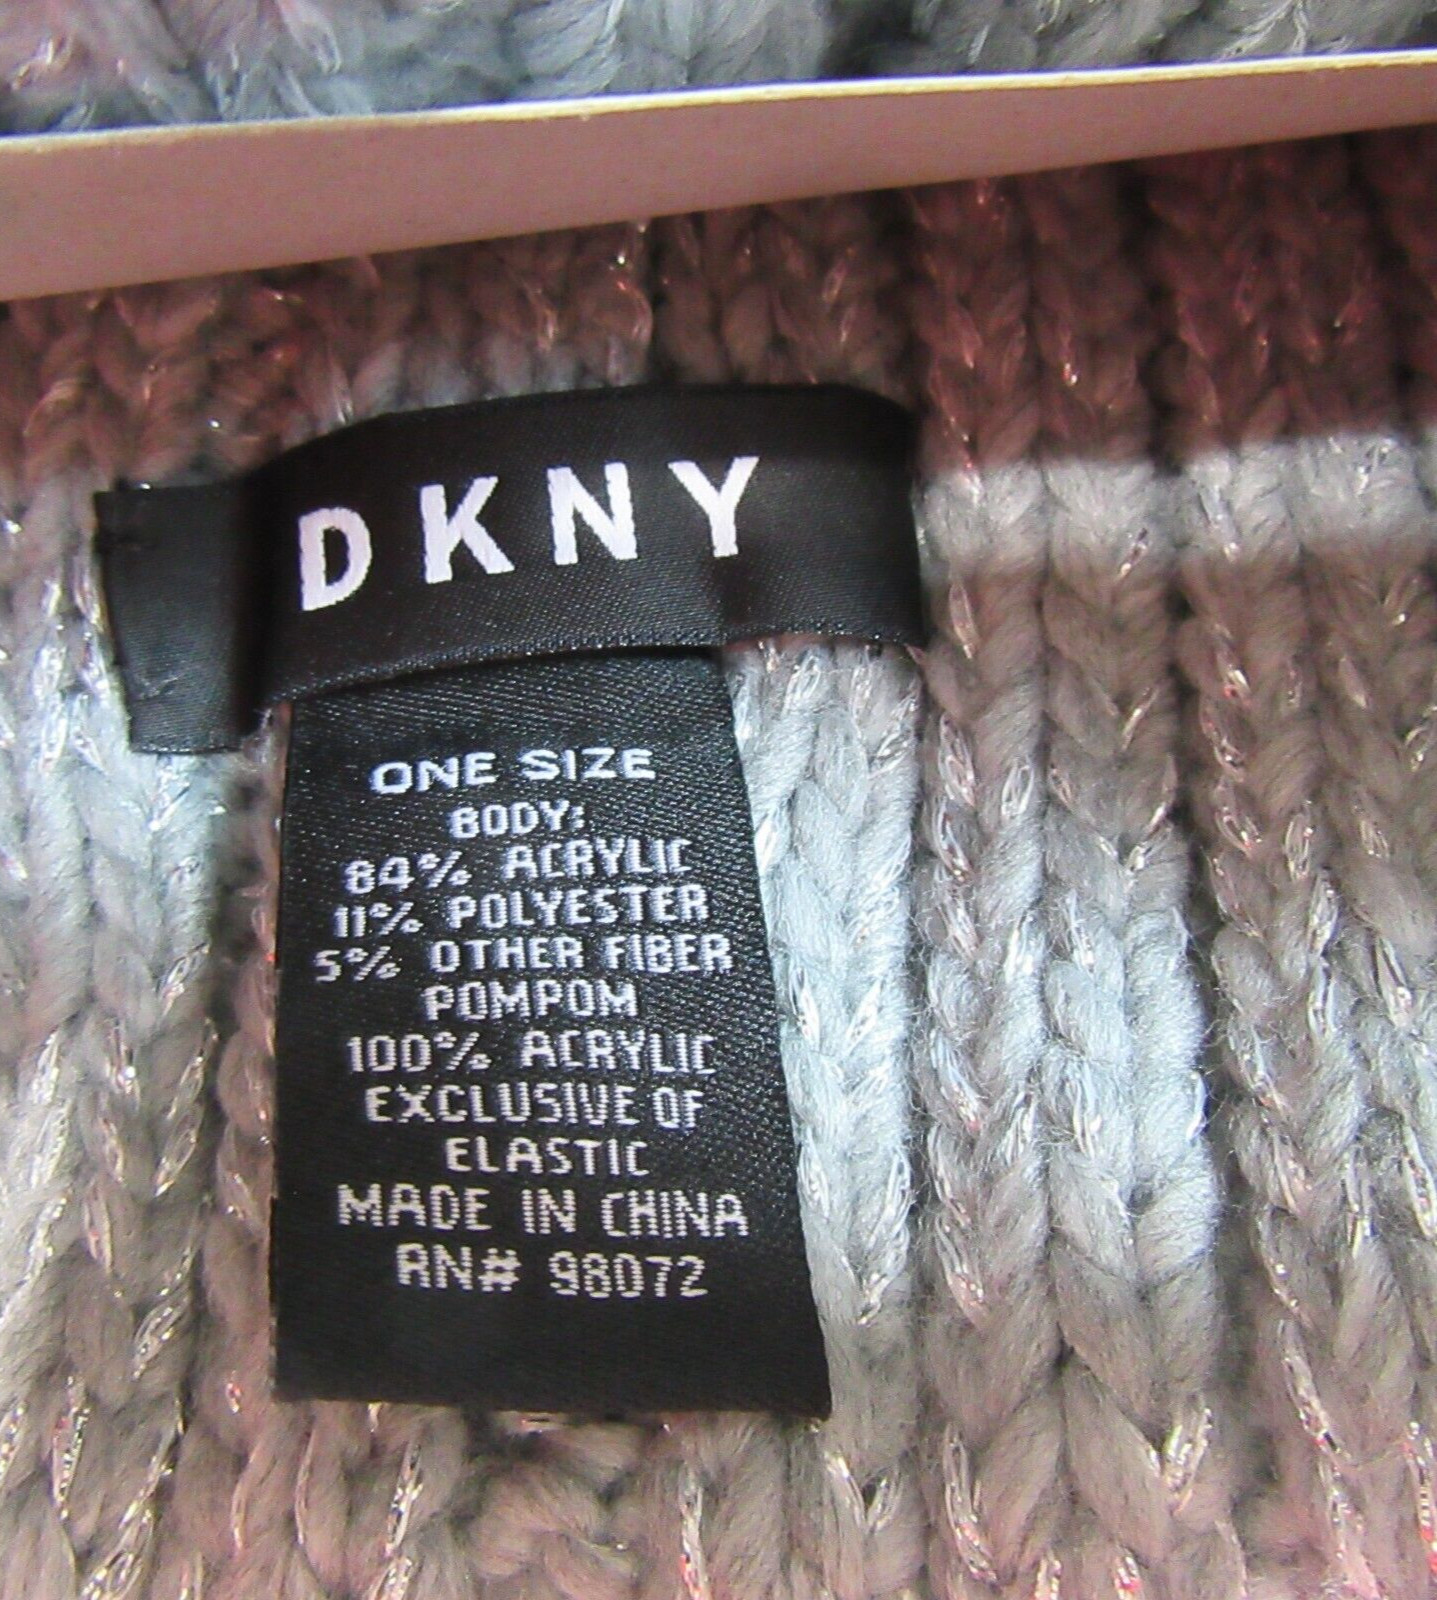 DKNY
ONE SIZE
BODY:
84% ACRYLIC
11% POLYESTER
5% OTHER FIBER
POMPOM
100% ACRYLIC
EXCLUSIVE OF
ELASTIC
MADE IN CHINA
RN# 98072